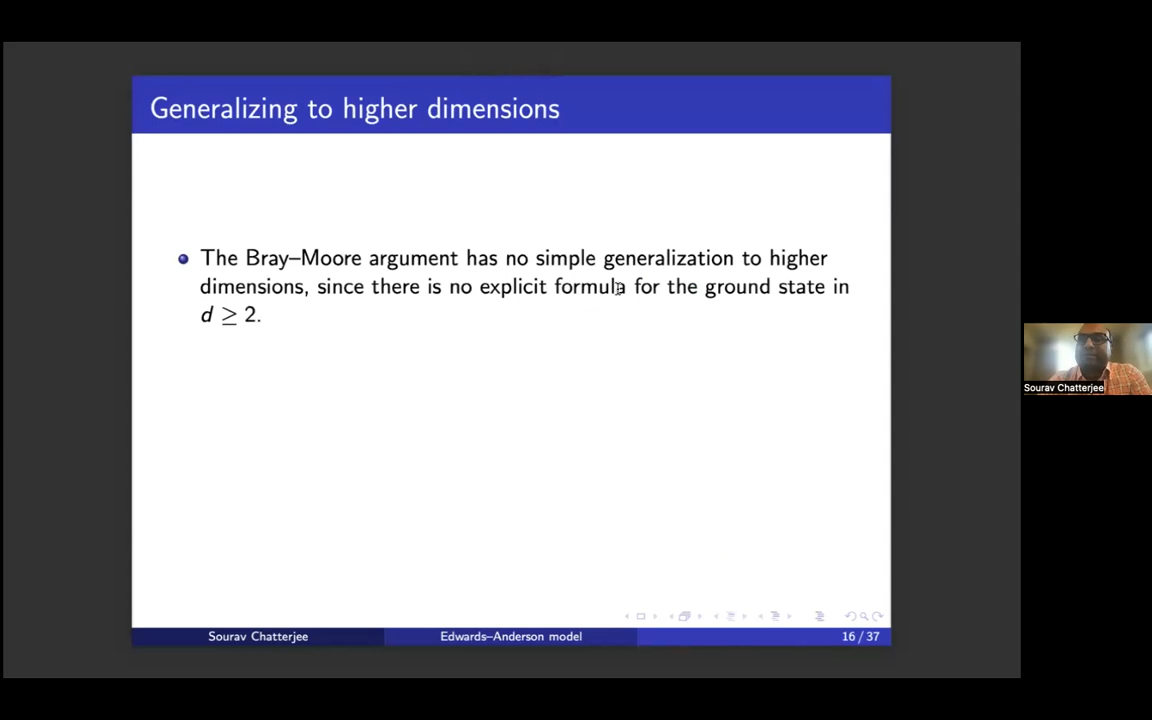 Generalizing to higher dimensions
The Bray–Moore argument has no simple generalization to higher
dimensions, since there is no explicit formula for the ground state in
d ≥ 2.
Sourav Chatterjee
Sourav Chatterjee
Edwards–Anderson model
16 / 37